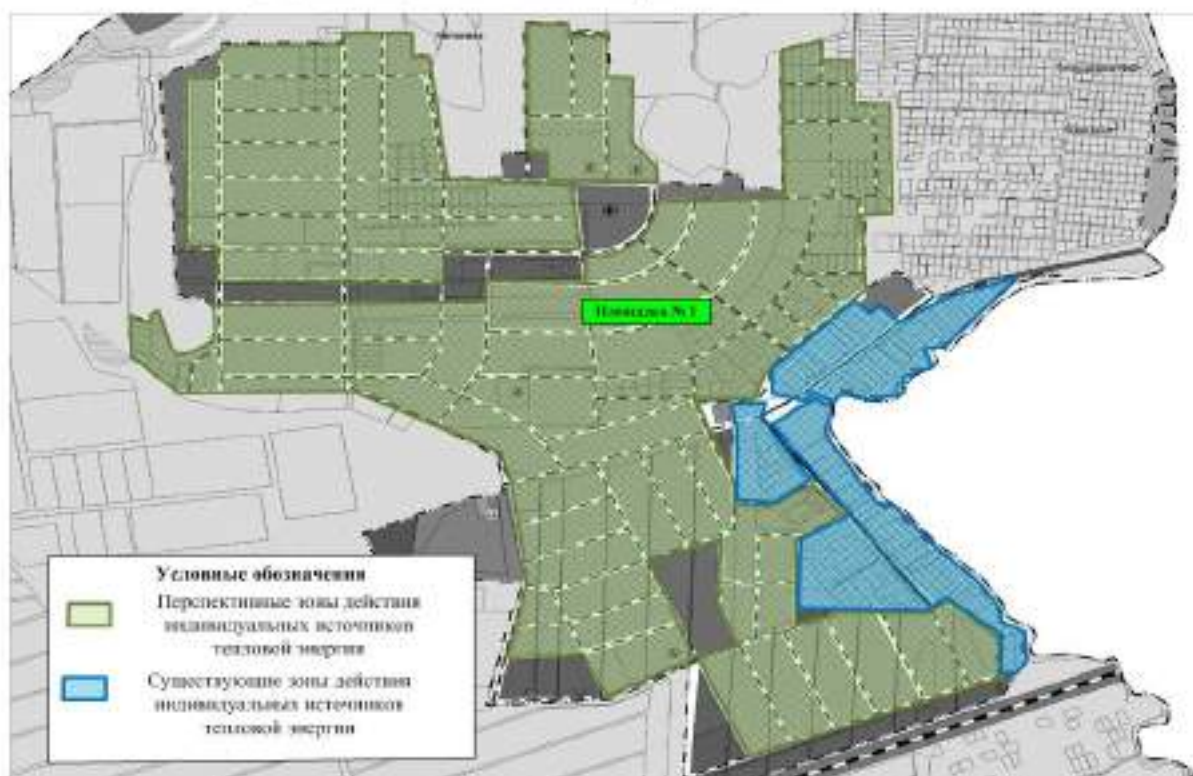 Площадка № 1
Условные обозначения
Перспективные зоны действия
индивидуальных источников
тепловой энергии
Существующие зоны действия
индивидуальных источников
тепловой энергии